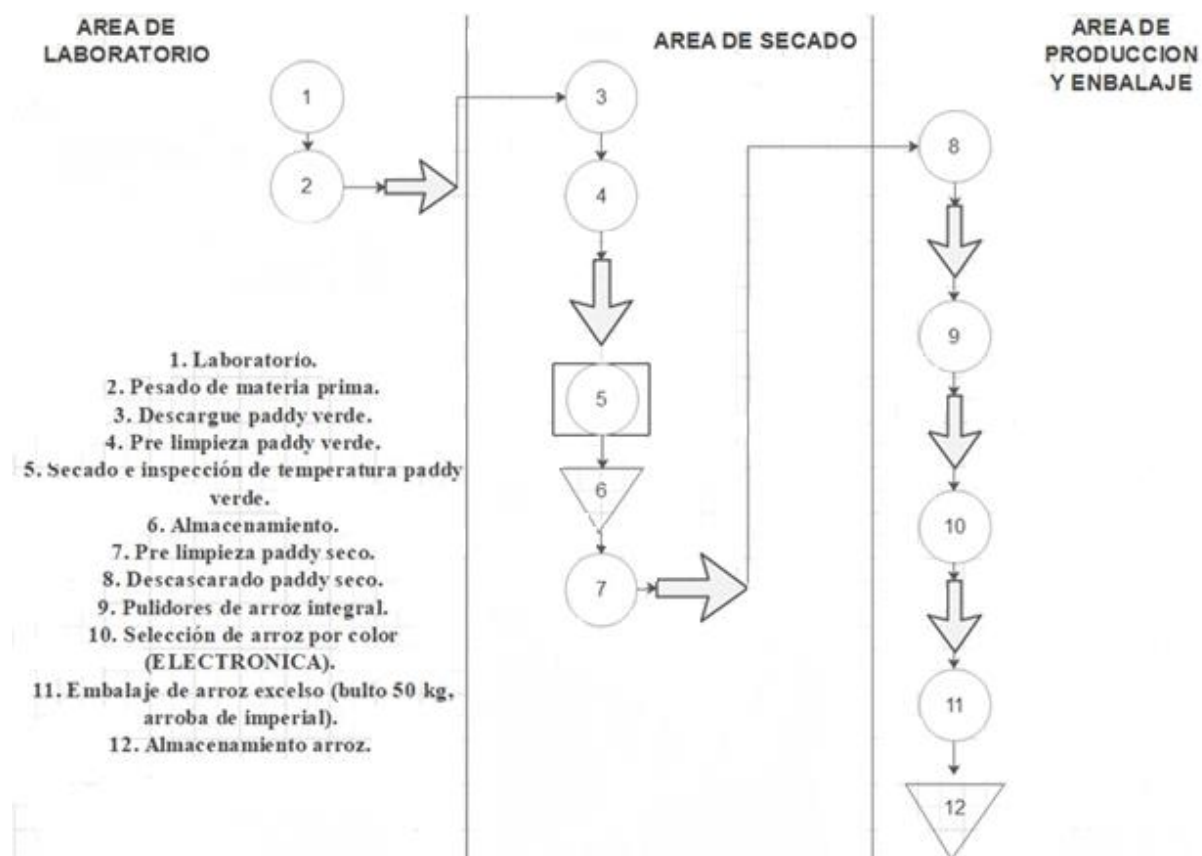 AREA DE
LABORATORIO
AREA DE SECADO
AREA DE
PRODUCCION
Y ENBALAJE
1
2
3
4
5
6
7
8
9
10
11
12
1. Laboratorio.
2. Pesado de materia prima.
3. Descargue paddy verde.
4. Pre limpieza paddy verde.
5. Secado e inspección de temperatura paddy
verde.
6. Almacenamiento.
7. Pre limpieza paddy seco.
8. Descascarado paddy seco.
9. Pulidores de arroz integral.
10. Selección de arroz por color
(ELECTRONICA).
11. Embalaje de arroz excelso (bulto 50 kg,
arroba de imperial).
12. Almacenamiento arroz.